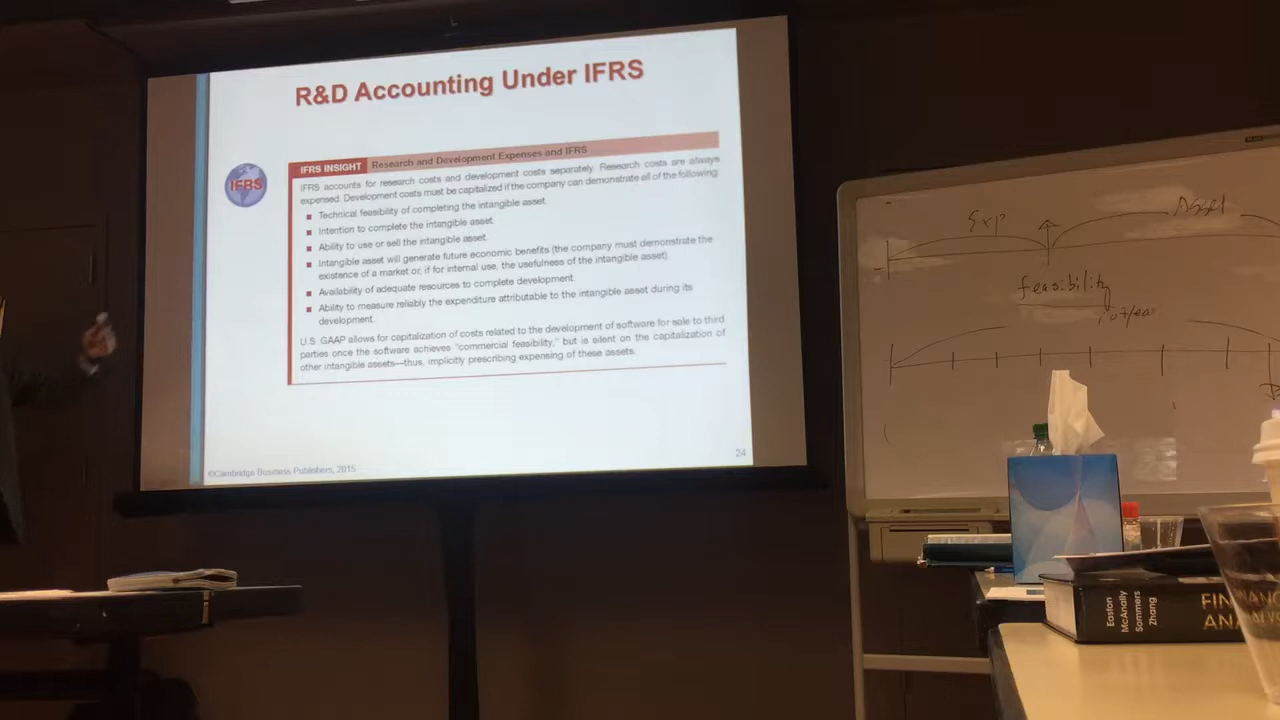 R&D Accounting Under IFRS
IFRS
IFRS INSIGHT Research and Development Expenses and IFRS
IFRS accounts for research costs and development costs separately. Research costs are always
expensed. Development costs must be capitalized if the company can demonstrate all of the following
■ Technical feasibility of completing the intangible asset.
■ Intention to complete the intangible asset.
■ Ability to use or sell the intangible asset.
■ Intangible asset will generate future economic benefits (the company must demonstrate the
existence of a market or, if for internal use, the usefulness of the intangible asset).
■ Availability of adequate resources to complete development.
■ Ability to measure reliably the expenditure attributable to the intangible asset during its
development.
U.S. GAAP allows for capitalization of costs related to the development of software for sale to third
parties once the software achieves “commercial feasibility,” but is silent on the capitalization of
other intangible assets—thus, implicitly prescribing expensing of these assets.
©Cambridge Business Publishers, 2015
24
Exp
Asset
feasibility
Easton
McAnally
Sommers
Zhang